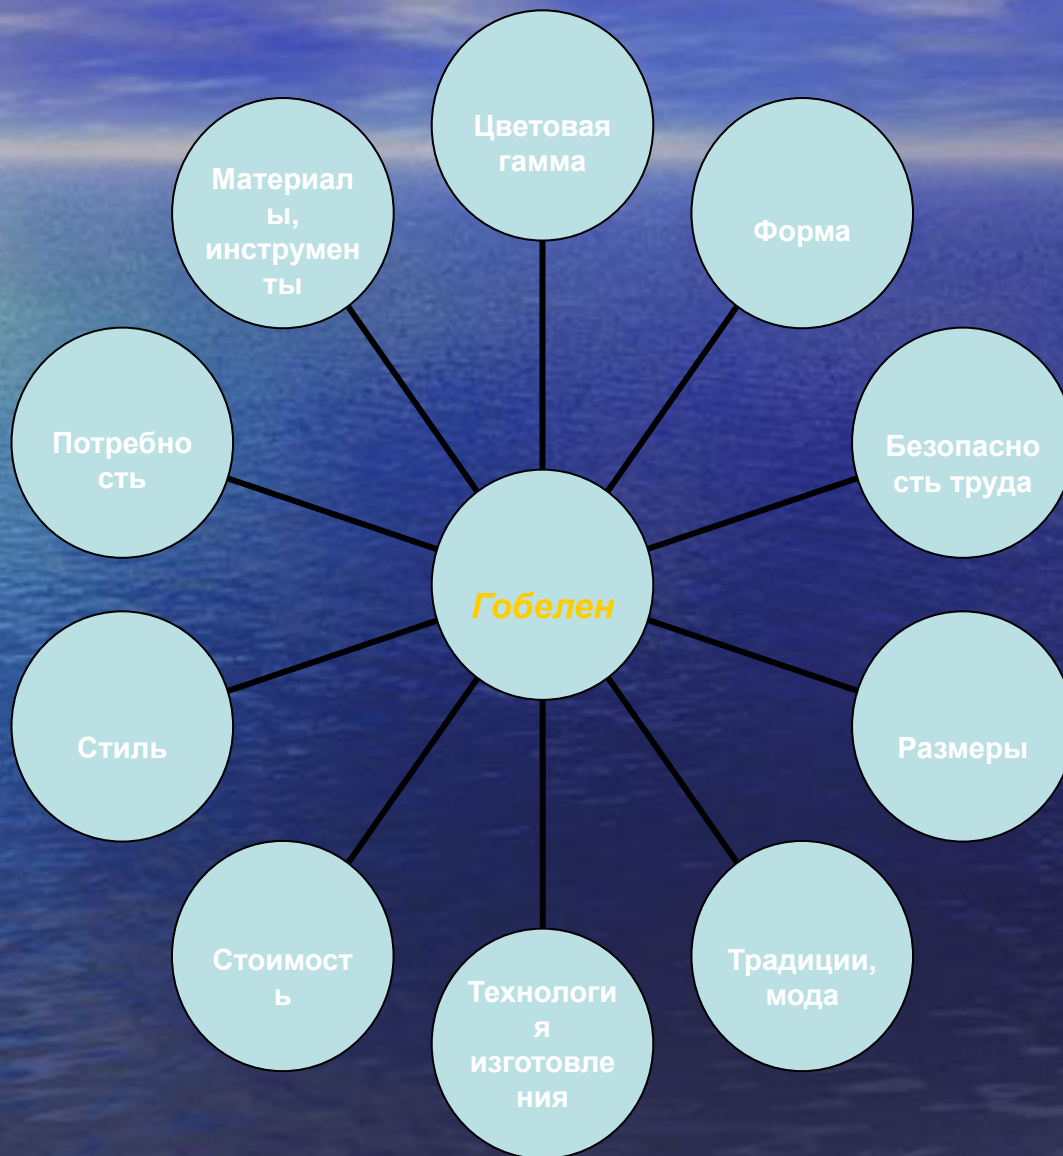 Цветовая
гамма
Материал
ы,
инструмен
ты
Форма
Потребно
сть
Безопасно
сть труда
Гобелен
Стиль
Размеры
Стоимост
ь
Традиции,
мода
Технологи
я
изготовле
ния